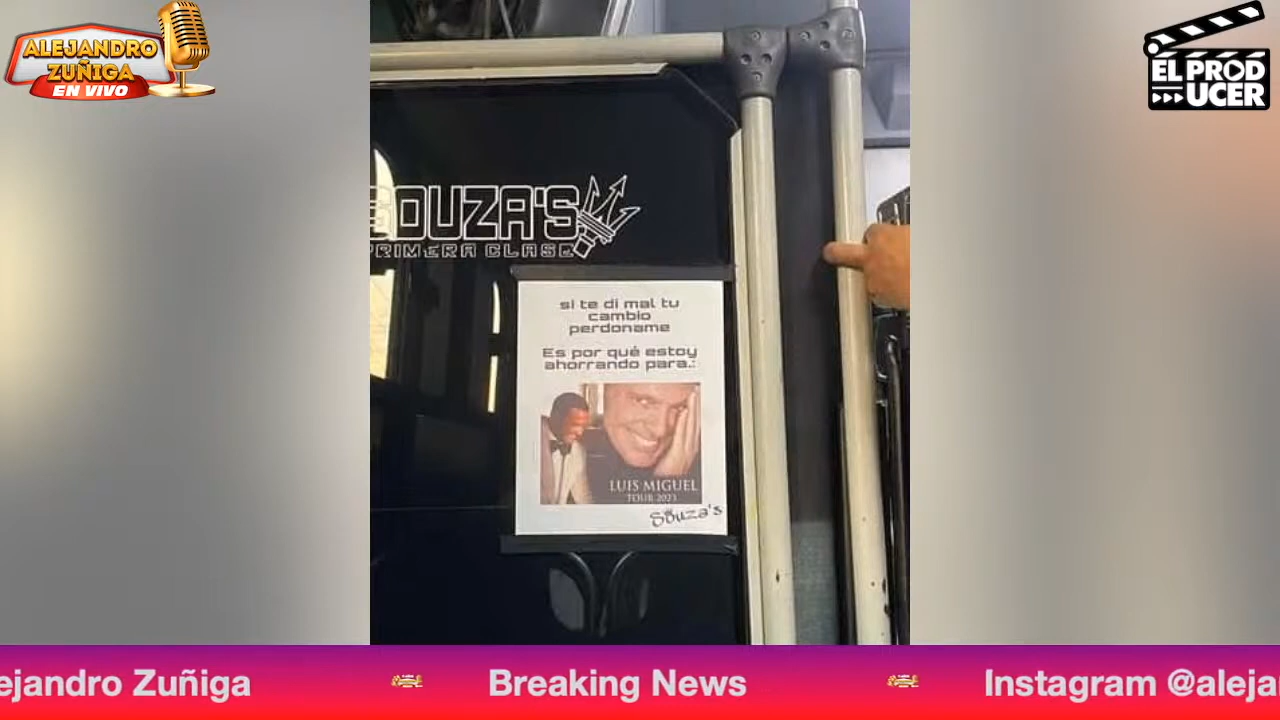 ALEJANDRO
ZUÑIGA
EN VIVO
EL PROD
UCER
SOUZA'S
PRIMERA CLASE
si te di mal tu
cambio
perdoname
Es por qué estoy
ahorrando para.:
LUIS MIGUEL
TOUR 2023
Souza's
ejandro Zuñiga
Breaking News
Instagram @aleja